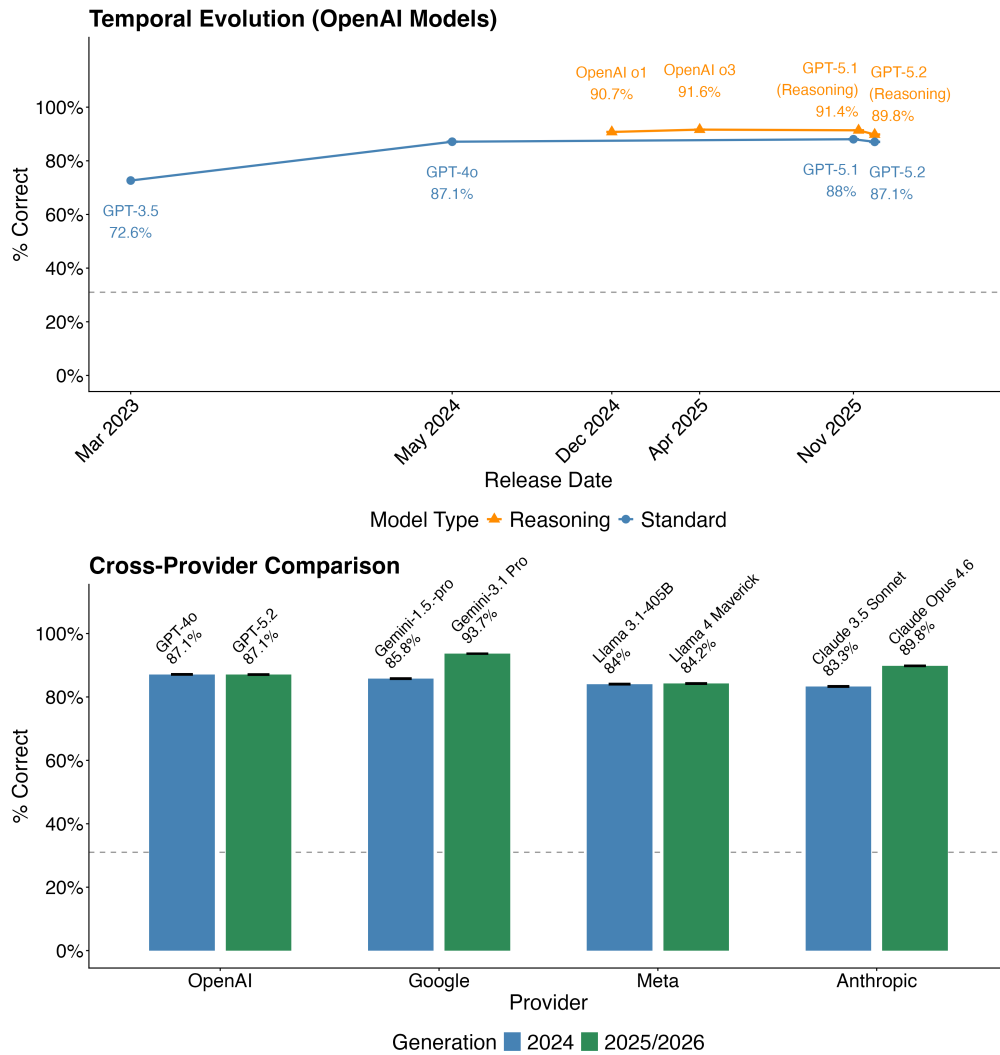 Temporal Evolution (OpenAI Models)
% Correct
100%
80%
60%
40%
20%
0%
GPT-3.5
72.6%
GPT-4o
87.1%
OpenAI o1
90.7%
OpenAI o3
91.6%
GPT-5.1
(Reasoning)
91.4%
GPT-5.2
(Reasoning)
89.8%
GPT-5.1
88%
GPT-5.2
87.1%
Mar 2023
May 2024
Dec 2024
Apr 2025
Nov 2025
Release Date
Model Type Reasoning Standard
Cross-Provider Comparison
% Correct
100%
80%
60%
40%
20%
0%
GPT-4o
87.1%
GPT-5.2
87.1%
Gemini-1.5.-pro
85.8%
Gemini-3.1 Pro
93.7%
Llama 3.1-405B
84%
Llama 4 Maverick
84.2%
Claude 3.5 Sonnet
83.3%
Claude Opus 4.6
89.8%
OpenAI
Google
Meta
Anthropic
Provider
Generation 2024 2025/2026